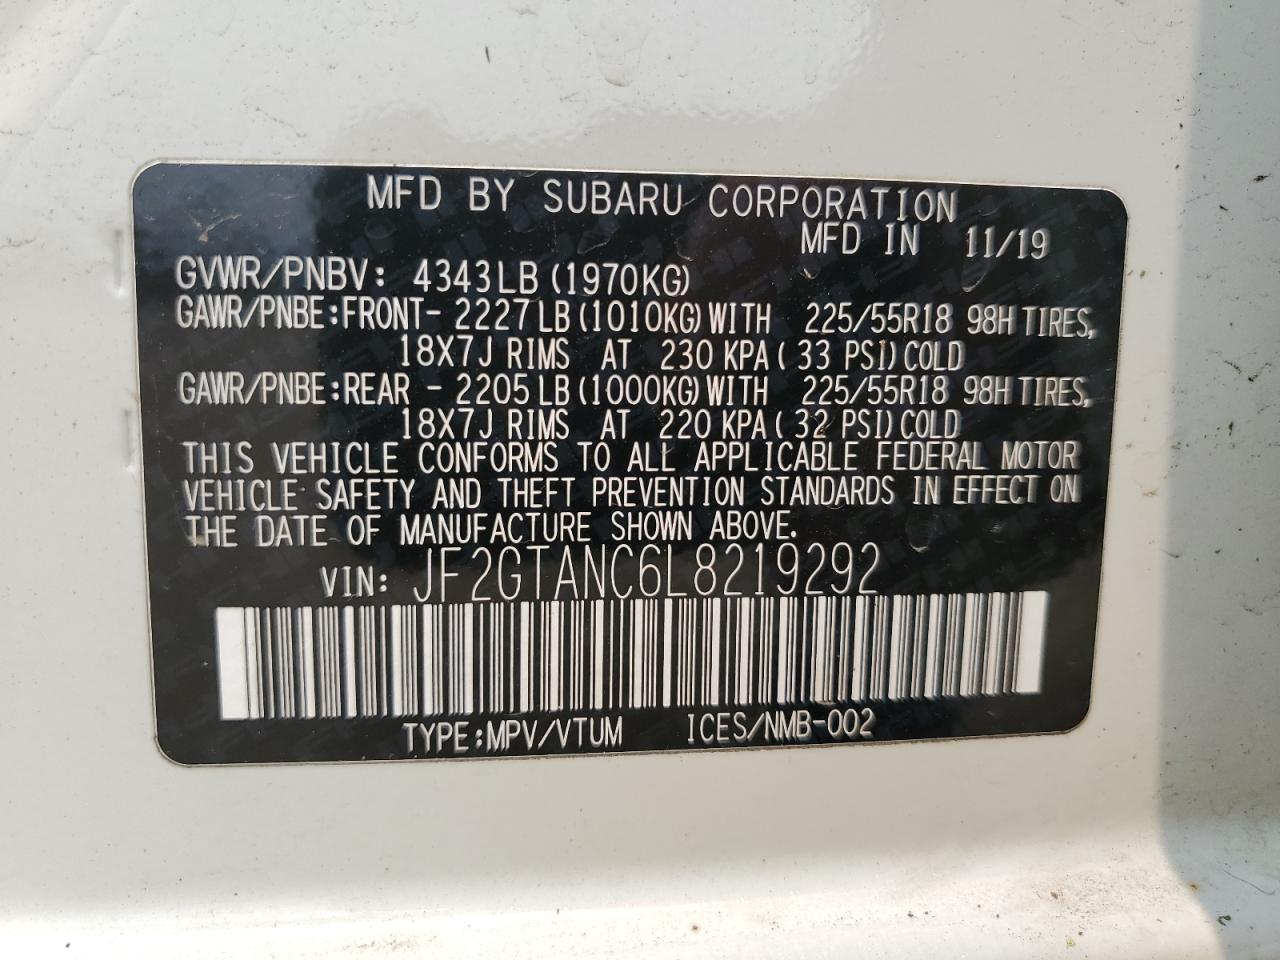 MFD BY SUBARU CORPORATION
MFD IN 11/19
GVWR/PNBV: 4343LB (1970KG)
GAWR/PNBE:FRONT- 2227LB (1010KG) WITH 225/55R18 98H TIRES,
18X7J RIMS AT 230 KPA ( 33 PSI) COLD
GAWR/PNBE:REAR - 2205LB (1000KG) WITH 225/55R18 98H TIRES,
18X7J RIMS AT 220 KPA ( 32 PSI) COLD
THIS VEHICLE CONFORMS TO ALL APPLICABLE FEDERAL MOTOR
VEHICLE SAFETY AND THEFT PREVENTION STANDARDS IN EFFECT ON
THE DATE OF MANUFACTURE SHOWN ABOVE.
VIN: JF2GTANC6L8219292
TYPE:MPV/VTUM ICES/NMB-002